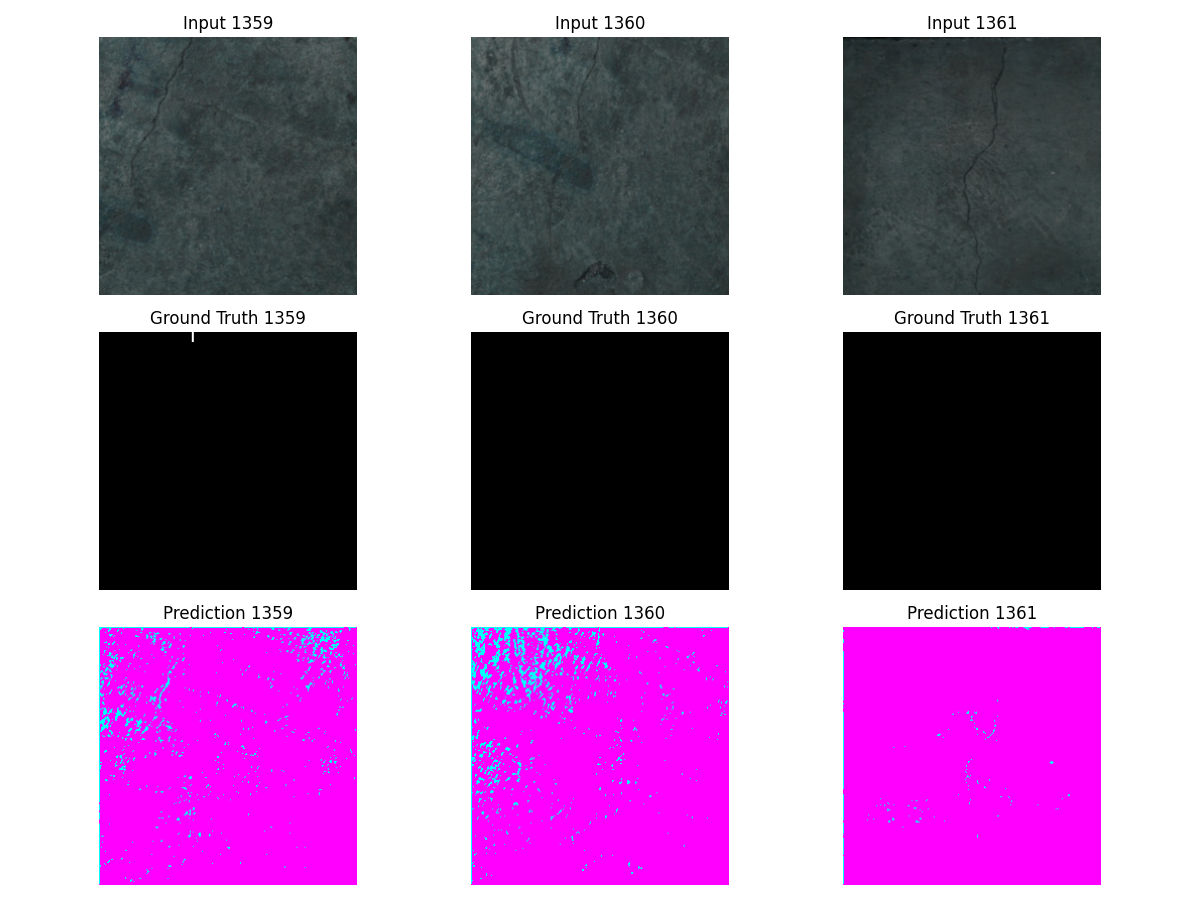 Input 1359
Input 1360
Input 1361
Ground Truth 1359
Ground Truth 1360
Ground Truth 1361
Prediction 1359
Prediction 1360
Prediction 1361